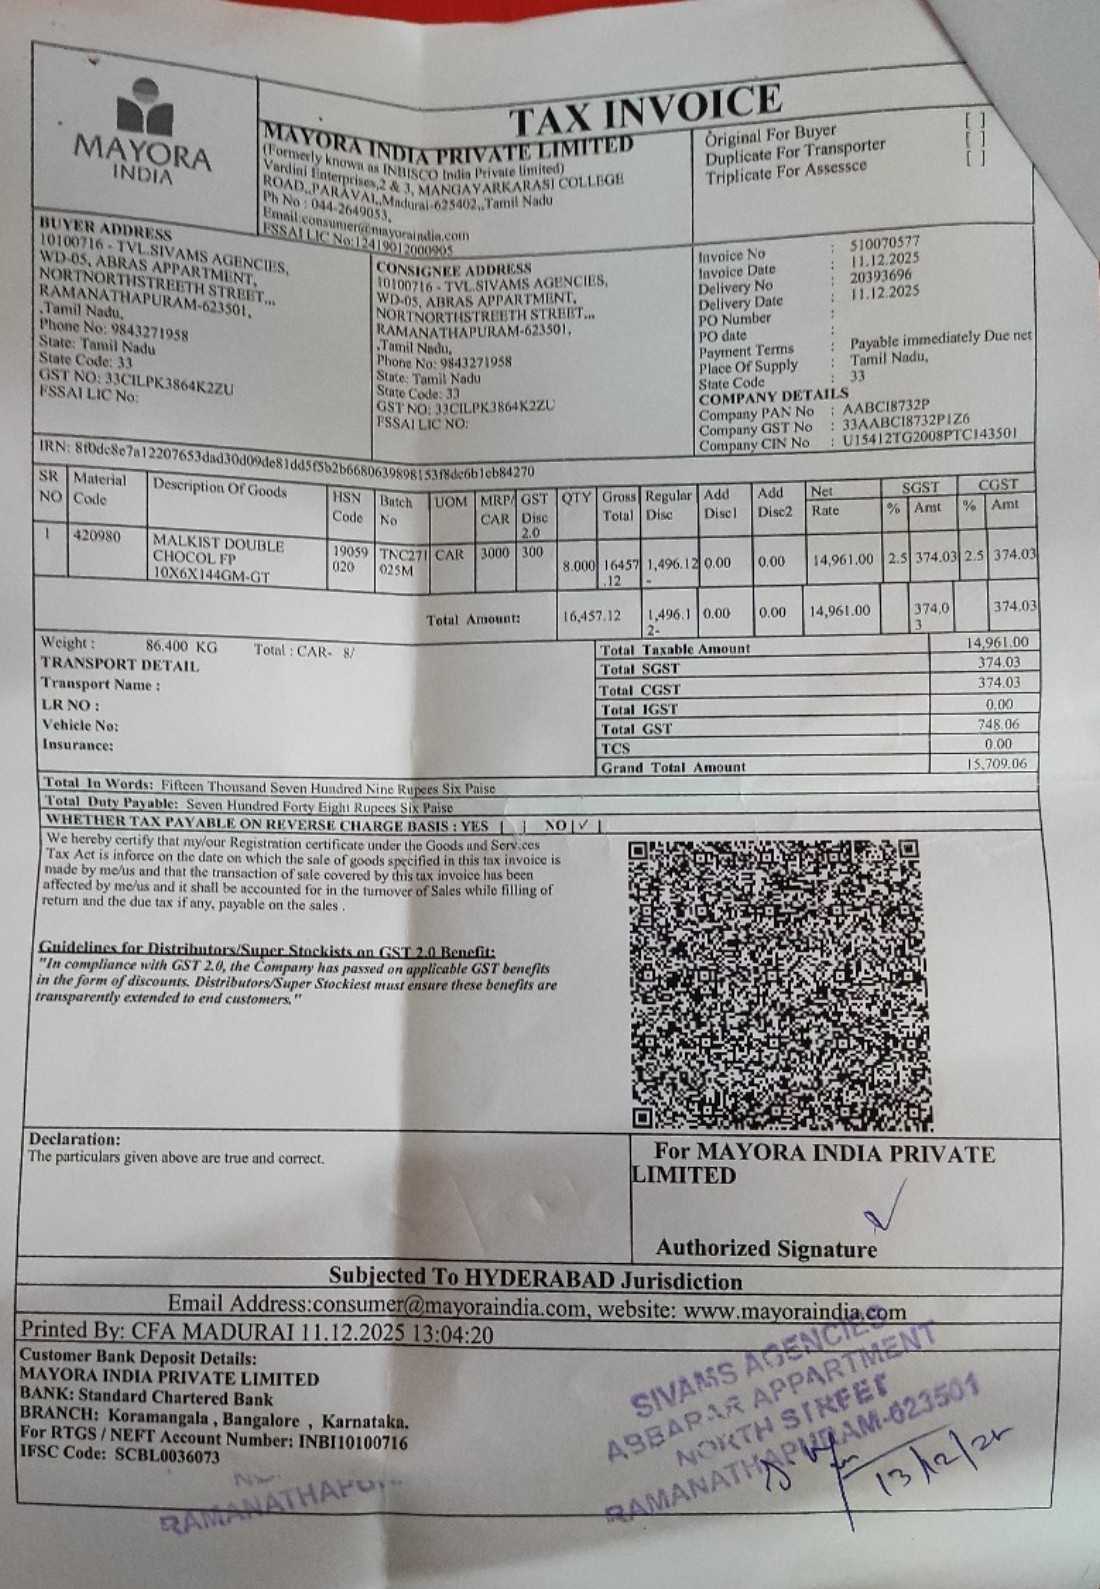 TAX INVOICE
MAYORA
INDIA
MAYORA INDIA PRIVATE LIMITED
(Formerly known as INBISCO India Private limited)
Vardini Enterprises,2 & 3, MANGAYARKARASI COLLEGE
ROAD,,PARAVAI,,Madurai-625402,,Tamil Nadu
Ph No : 044-2649053,
Email:consumer@mayoraindia.com
FSSAI LIC No:12419012000905
Original For Buyer [ ]
Duplicate For Transporter [ ]
Triplicate For Assessce [ ]
BUYER ADDRESS
10100716 - TVL.SIVAMS AGENCIES,
WD-05, ABRAS APPARTMENT,
NORTNORTHSTREETH STREET,,,
RAMANATHAPURAM-623501,
,Tamil Nadu,
Phone No: 9843271958
State: Tamil Nadu
State Code: 33
GST NO: 33CILPK3864K2ZU
FSSAI LIC No:
CONSIGNEE ADDRESS
10100716 - TVL.SIVAMS AGENCIES,
WD-05, ABRAS APPARTMENT,
NORTNORTHSTREETH STREET,,,
RAMANATHAPURAM-623501,
,Tamil Nadu,
Phone No: 9843271958
State: Tamil Nadu
State Code: 33
GST NO: 33CILPK3864K2ZU
FSSAI LIC NO:
Invoice No : 510070577
Invoice Date : 11.12.2025
Delivery No : 20393696
Delivery Date : 11.12.2025
PO Number :
PO date :
Payment Terms : Payable immediately Due net
Place Of Supply : Tamil Nadu,
State Code : 33
COMPANY DETAILS
Company PAN No : AABCI8732P
Company GST No : 33AABCI8732P1Z6
Company CIN No : U15412TG2008PTC143501
IRN: 8f0dc8e7a12207653dad30d09de81dd5f5b2b6680639898153f8dc6b1eb84270
SR NO Material Code Description Of Goods HSN Code Batch No UOM MRP/ CAR GST Disc 2.0 QTY Gross Total Regular Disc Add Disc1 Add Disc2 Net Rate SGST % Amt CGST % Amt
1 420980 MALKIST DOUBLE CHOCOL FP 10X6X144GM-GT 19059 020 TNC271 025M CAR 3000 300 8.000 16457 .12 1,496.12 - 0.00 0.00 14,961.00 2.5 374.03 2.5 374.03
Total Amount: 16,457.12 1,496.1 2- 0.00 0.00 14,961.00 374.0 3 374.03
Weight : 86.400 KG Total : CAR- 8/
TRANSPORT DETAIL
Transport Name :
LR NO :
Vehicle No:
Insurance:
Total Taxable Amount 14,961.00
Total SGST 374.03
Total CGST 374.03
Total IGST 0.00
Total GST 748.06
TCS 0.00
Grand Total Amount 15,709.06
Total In Words: Fifteen Thousand Seven Hundred Nine Rupees Six Paise
Total Duty Payable: Seven Hundred Forty Eight Rupees Six Paise
WHETHER TAX PAYABLE ON REVERSE CHARGE BASIS : YES [ ] NO [✓]
We hereby certify that my/our Registration certificate under the Goods and Services
Tax Act is inforce on the date on which the sale of goods specified in this tax invoice is
made by me/us and that the transaction of sale covered by this tax invoice has been
affected by me/us and it shall be accounted for in the turnover of Sales while filling of
return and the due tax if any, payable on the sales .
Guidelines for Distributors/Super Stockists on GST 2.0 Benefit:
"In compliance with GST 2.0, the Company has passed on applicable GST benefits
in the form of discounts. Distributors/Super Stockiest must ensure these benefits are
transparently extended to end customers."
Declaration:
The particulars given above are true and correct.
For MAYORA INDIA PRIVATE
LIMITED
Authorized Signature
Subjected To HYDERABAD Jurisdiction
Email Address:consumer@mayoraindia.com, website: www.mayoraindia.com
Printed By: CFA MADURAI 11.12.2025 13:04:20
Customer Bank Deposit Details:
MAYORA INDIA PRIVATE LIMITED
BANK: Standard Chartered Bank
BRANCH: Koramangala , Bangalore , Karnataka.
For RTGS / NEFT Account Number: INBI10100716
IFSC Code: SCBL0036073
SIVAMS AGENCIES
ABBARAR APPARTMENT
NORTH STREET
RAMANATHAPURAM-623501
13/12/25
RAMANATHAPU